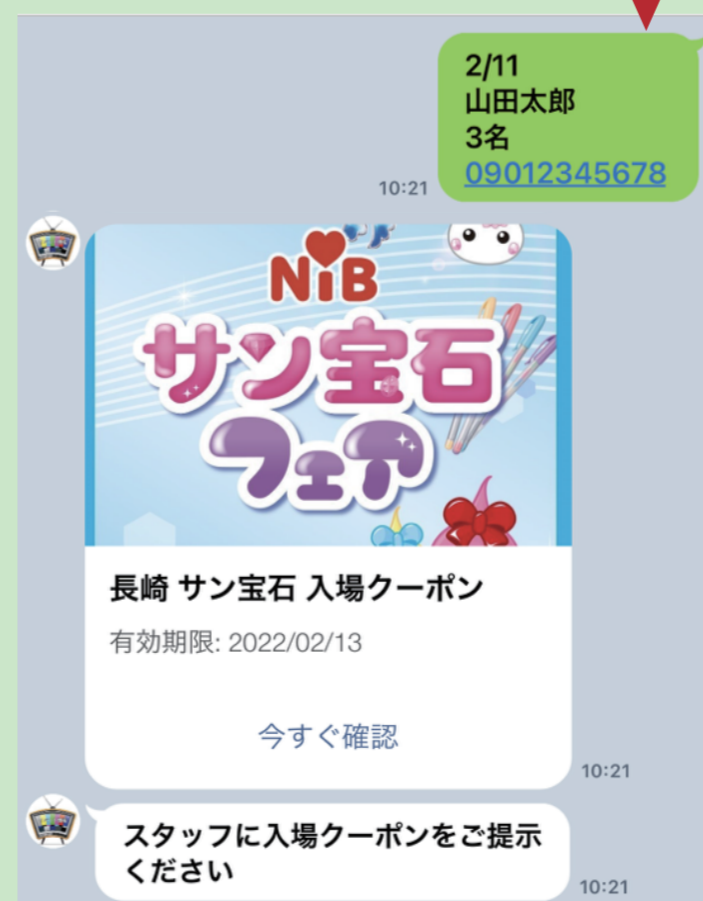 2/11
山田太郎
3名
09012345678
10:21
NiB
サン宝石
フェア
長崎 サン宝石 入場クーポン
有効期限: 2022/02/13
今すぐ確認
10:21
スタッフに入場クーポンをご提示
ください
10:21